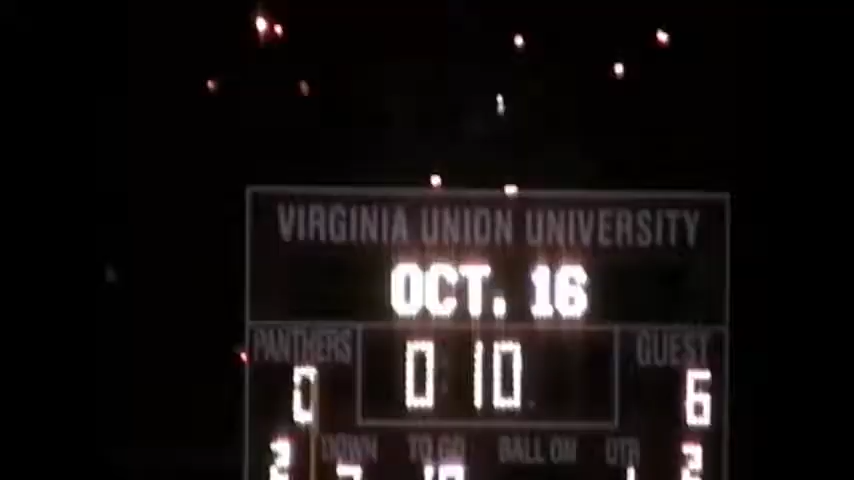 VIRGINIA UNION UNIVERSITY
OCT. 16
PANTHERS 0 10 GUEST
0 6
DOWN TO GO BALL ON QTR